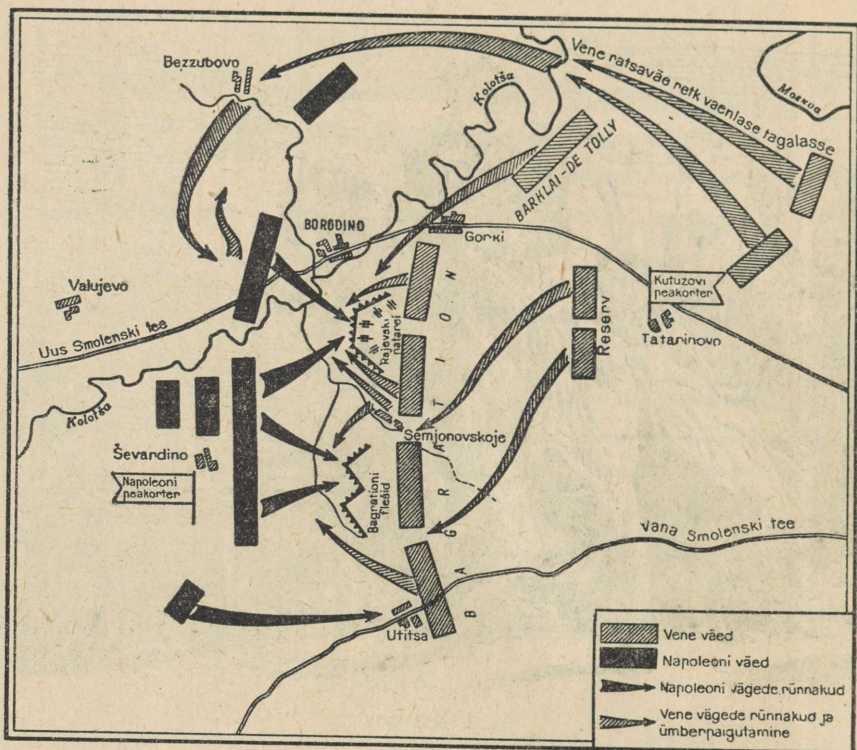 Bezzubovo
Kolotša
Vene ratsaväe retk vaenlase tagalasse
Moskva
BARKLAI-DE TOLLY
BORODINO
Gorki
Valujevo
Kutuzovi
peakorter
Uus Smolenski tee
Rajevski
patarei
Reserv
Tatarinovo
BAGRATION
Kolotša
Semjonovskoje
Ševardino
Napoleoni
peakorter
Bagrationi
flešid
Vana Smolenski tee
Utitsa
Vene väed
Napoleoni väed
Napoleoni vägede rünnakud
Vene vägede rünnakud ja
ümberpaigutamine